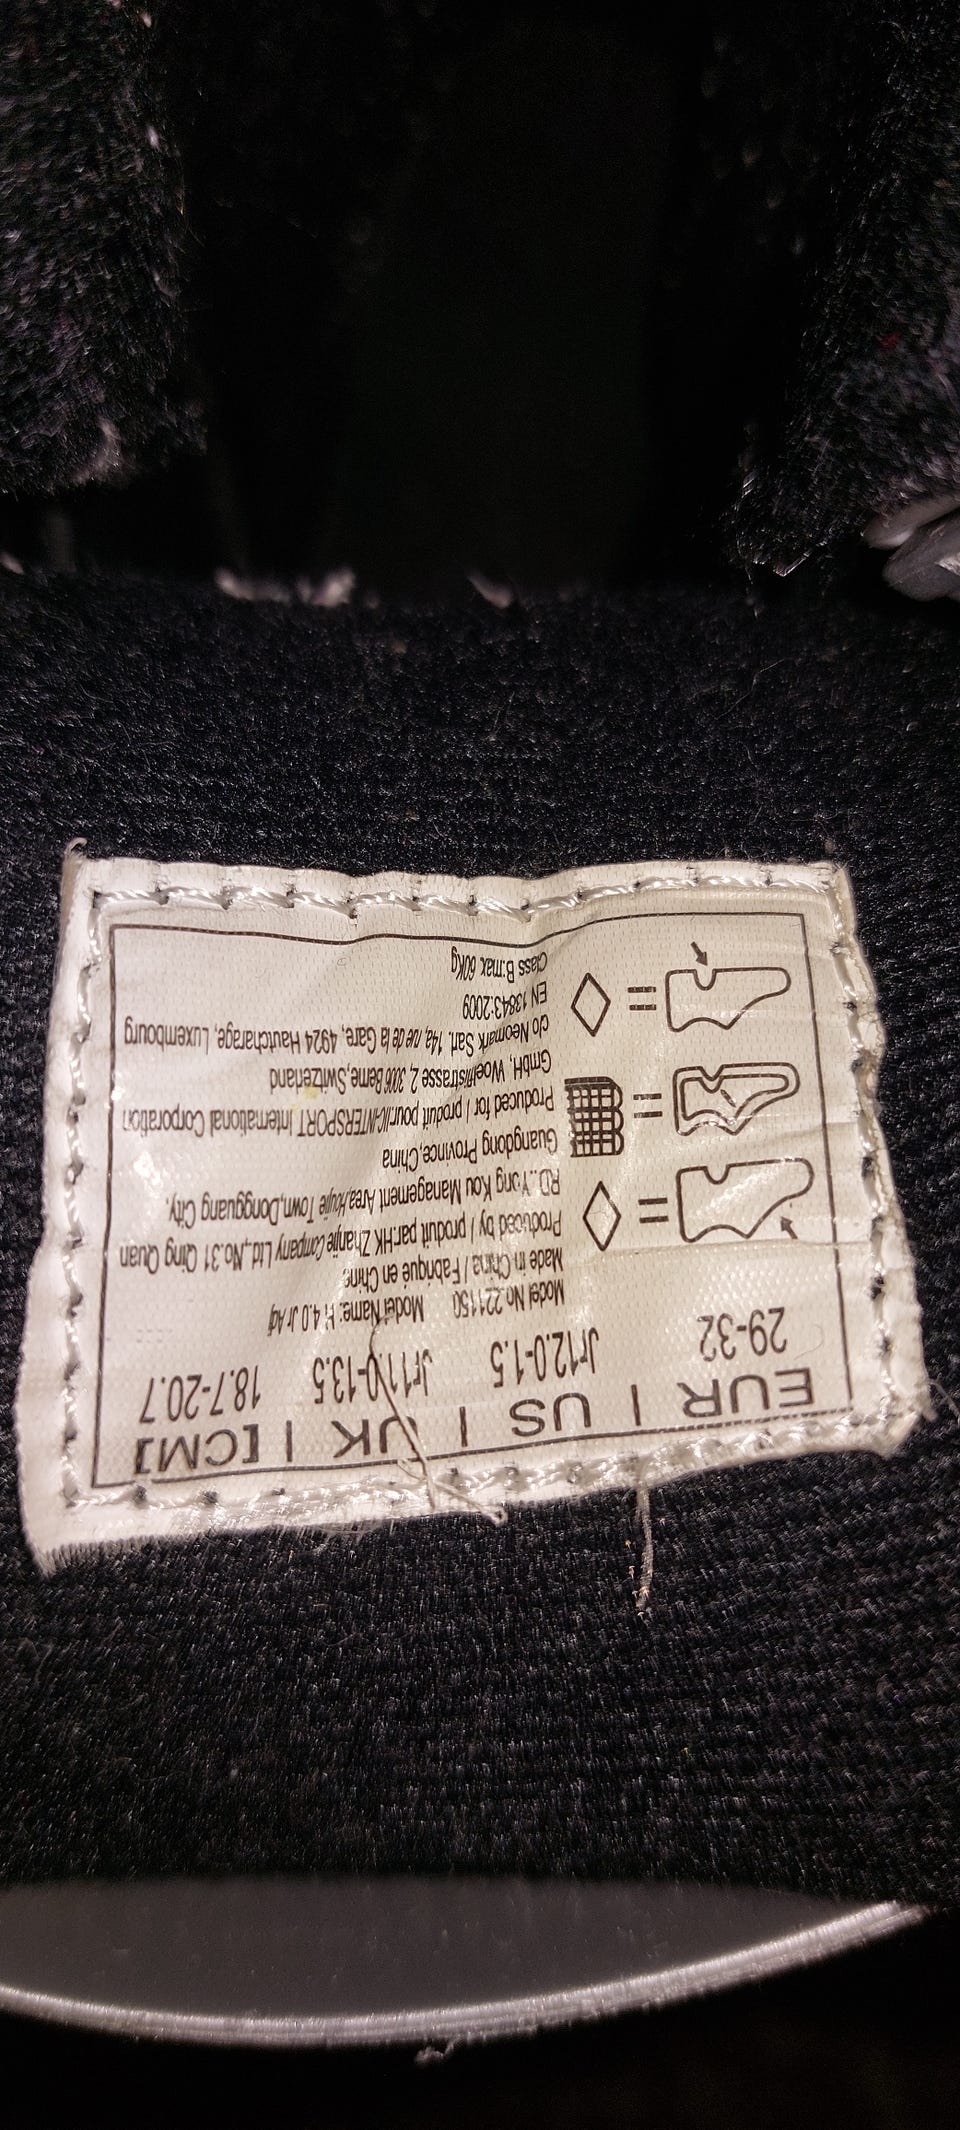 EUR | US | UK | [CM]
29-32 Jr12.0-1.5 Jr11.0-13.5 18.7-20.7
Model No.221150 Model Name: H 4.0 Jr Adj
Made in China / Fabriqué en Chine
Produced by / produit par:HK Zhanjie Company Ltd.,No.31 Qing Quan
RD.,Yong Kou Management Area,Houjie Town,Dongguang City,
Guangdong Province,China
Produced for / produit pour:IIC-INTERSPORT International Corporation
GmbH, Woelflistrasse 2, 3006 Berne,Switzerland
c/o Neomark Sarl. 14a, rue de la Gare, 4924 Hautcharage, Luxembourg
EN 13843:2009
Class B:max 60Kg